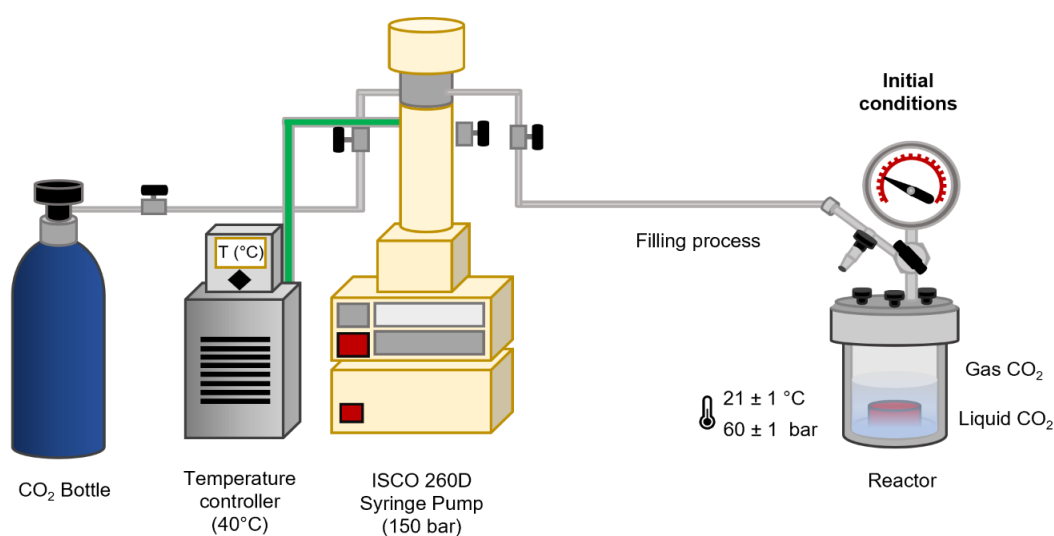 Initial
conditions
T (°C)
Filling process
Gas CO₂
21 ± 1 °C
60 ± 1 bar
Liquid CO₂
CO₂ Bottle
Temperature
controller
(40°C)
ISCO 260D
Syringe Pump
(150 bar)
Reactor